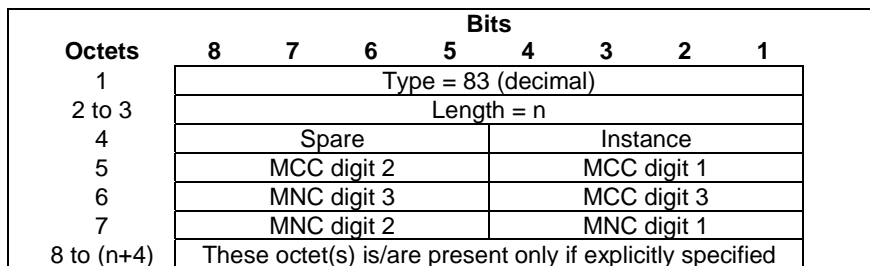 Bits
Octets 8 7 6 5 4 3 2 1
1 Type = 83 (decimal)
2 to 3 Length = n
4 Spare Instance
5 MCC digit 2 MCC digit 1
6 MNC digit 3 MCC digit 3
7 MNC digit 2 MNC digit 1
8 to (n+4) These octet(s) is/are present only if explicitly specified